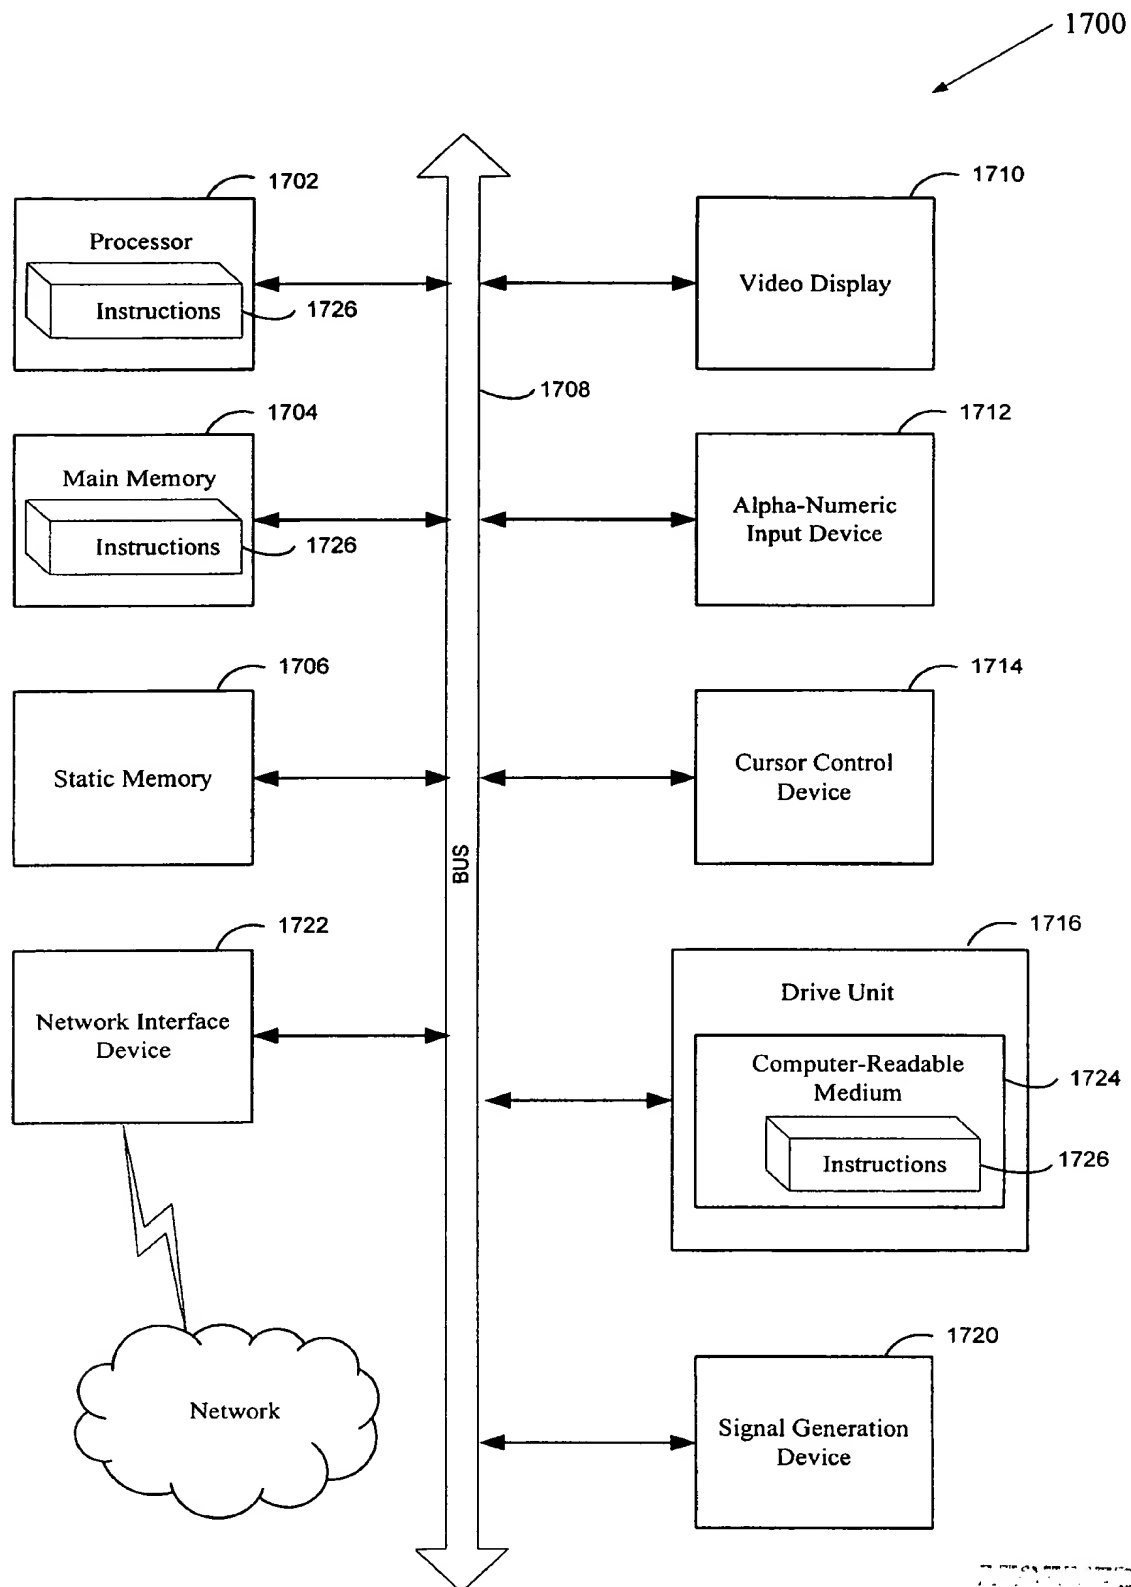 1700
1702
Processor
Instructions
1726
1710
Video Display
1708
1704
Main Memory
Instructions
1726
1712
Alpha-Numeric
Input Device
1706
Static Memory
1714
Cursor Control
Device
BUS
1722
Network Interface
Device
1716
Drive Unit
Computer-Readable
Medium
1724
Instructions
1726
Network
1720
Signal Generation
Device